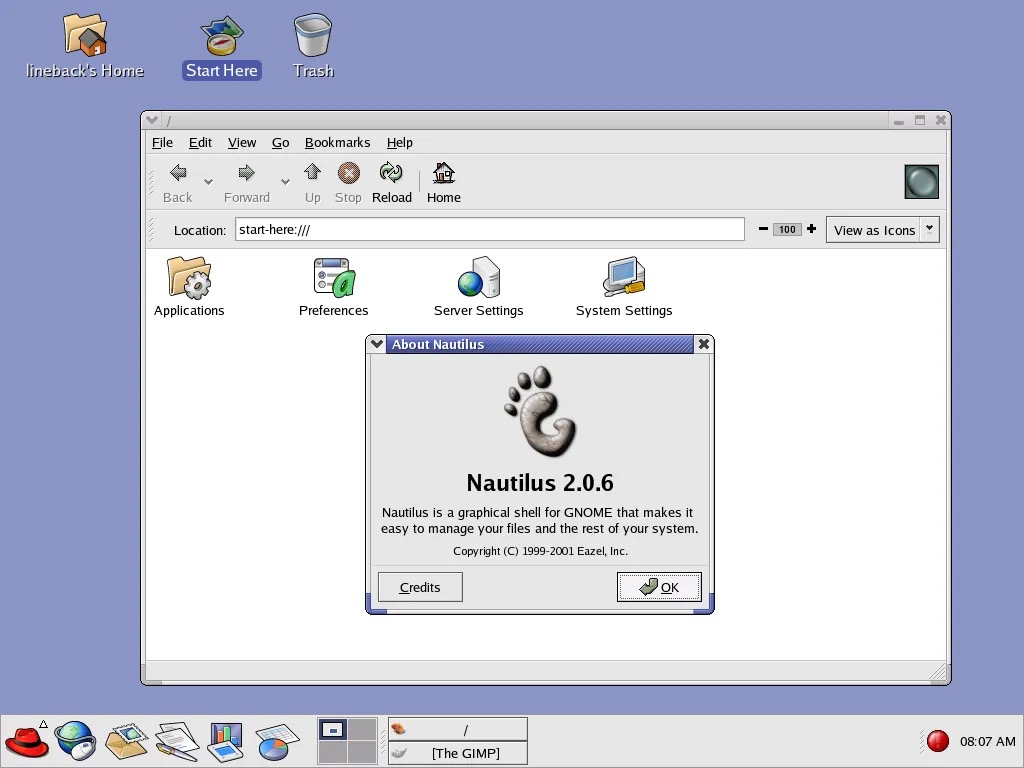 lineback's Home
Start Here
Trash
/
File Edit View Go Bookmarks Help
Back Forward Up Stop Reload Home
Location: start-here:/// 100 View as Icons
Applications Preferences Server Settings System Settings
About Nautilus
Nautilus 2.0.6
Nautilus is a graphical shell for GNOME that makes it
easy to manage your files and the rest of your system.
Copyright (C) 1999-2001 Eazel, Inc.
Credits OK
/
[The GIMP]
08:07 AM